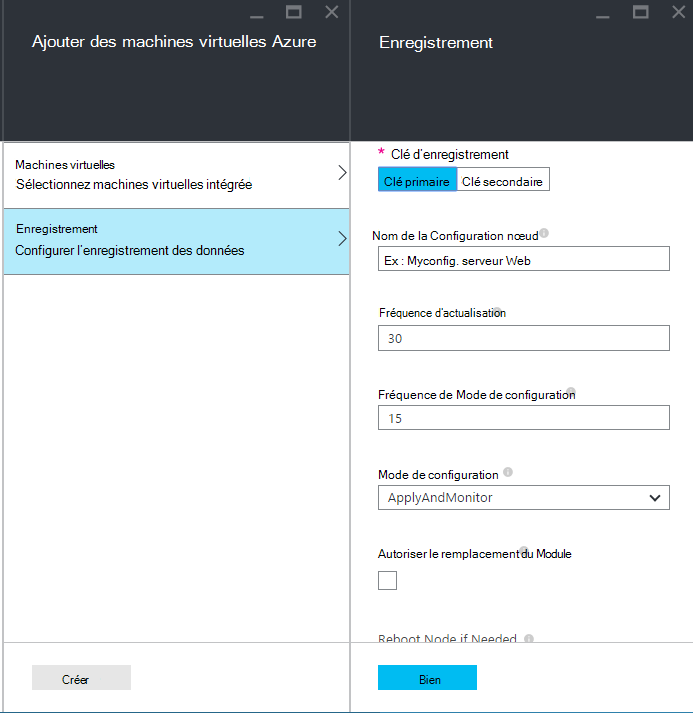 Ajouter des machines virtuelles Azure
Machines virtuelles
Sélectionnez machines virtuelles intégrée
Enregistrement
Configurer l'enregistrement des données
Créer
Enregistrement
* Clé d'enregistrement
Clé primaire Clé secondaire
Nom de la Configuration nœud
Ex : Myconfig. serveur Web
Fréquence d'actualisation
30
Fréquence de Mode de configuration
15
Mode de configuration
ApplyAndMonitor
Autoriser le remplacement du Module
Reboot Node if Needed
Bien